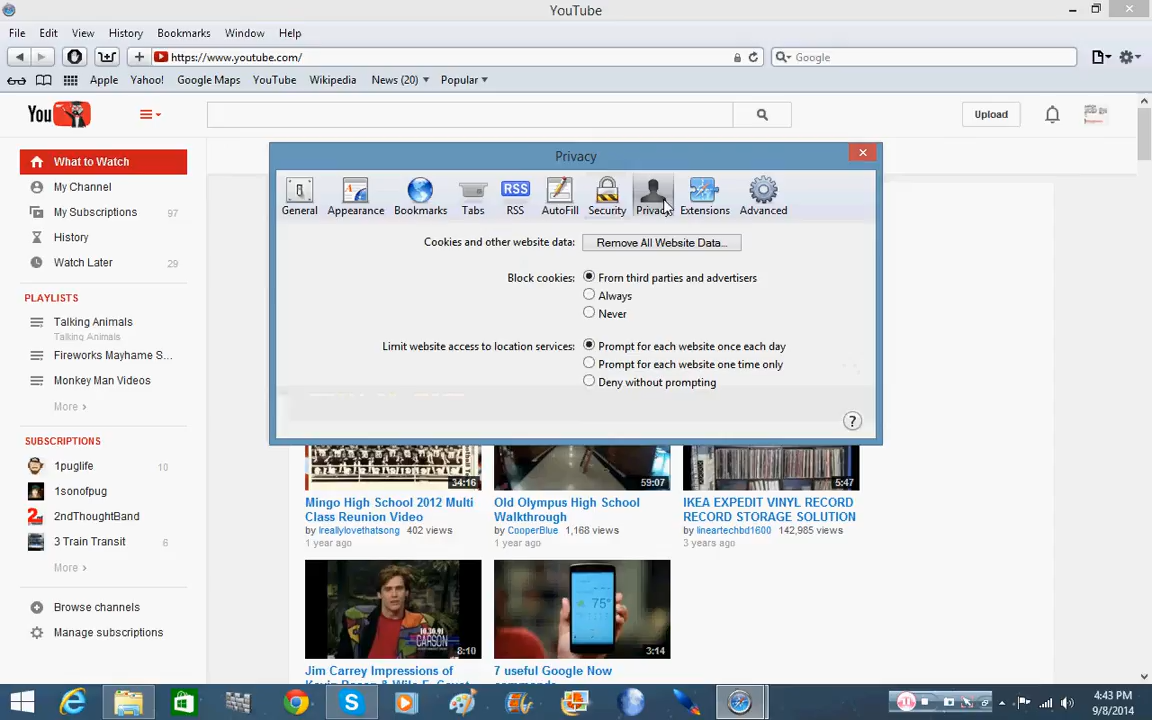 YouTube
File Edit View History Bookmarks Window Help
https://www.youtube.com/
Google
Apple Yahoo! Google Maps YouTube Wikipedia News (20) Popular
You
Upload
What to Watch
My Channel
My Subscriptions 97
History
Watch Later 29
PLAYLISTS
Talking Animals
Talking Animals
Fireworks Mayhame S...
Monkey Man Videos
More >
SUBSCRIPTIONS
1puglife 10
1sonofpug
2ndThoughtBand
3 Train Transit 6
More >
Browse channels
Manage subscriptions
Privacy
General Appearance Bookmarks Tabs RSS AutoFill Security Privacy Extensions Advanced
RSS
Cookies and other website data: Remove All Website Data...
Block cookies: From third parties and advertisers
Always
Never
Limit website access to location services: Prompt for each website once each day
Prompt for each website one time only
Deny without prompting
?
34:16
59:07
5:47
Mingo High School 2012 Multi
Class Reunion Video
by Ireallylovethatsong 402 views
1 year ago
Old Olympus High School
Walkthrough
by CooperBlue 1,168 views
1 year ago
IKEA EXPEDIT VINYL RECORD
RECORD STORAGE SOLUTION
by lineartechbd1600 142,985 views
3 years ago
10.30.91
CARSON
8:10
75°
3:14
Jim Carrey Impressions of
7 useful Google Now
4:43 PM
9/8/2014